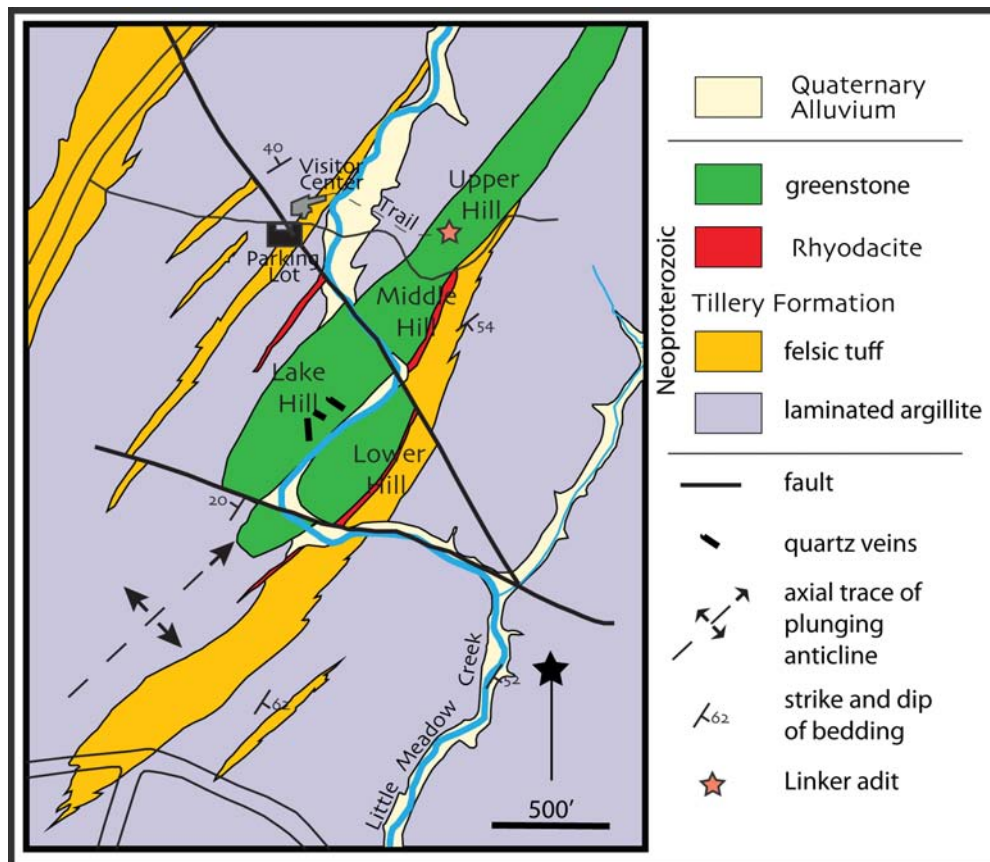 40
Visitor
Center
Trail
Upper
Hill
Parking
Lot
Middle
Hill
54
Lake
Hill
Lower
Hill
20
62
52
Little Meadow Creek
500’
Quaternary
Alluvium
Neoproterozoic
greenstone
Rhyodacite
Tillery Formation
felsic tuff
laminated argillite
fault
quartz veins
axial trace of
plunging
anticline
62
strike and dip
of bedding
Linker adit